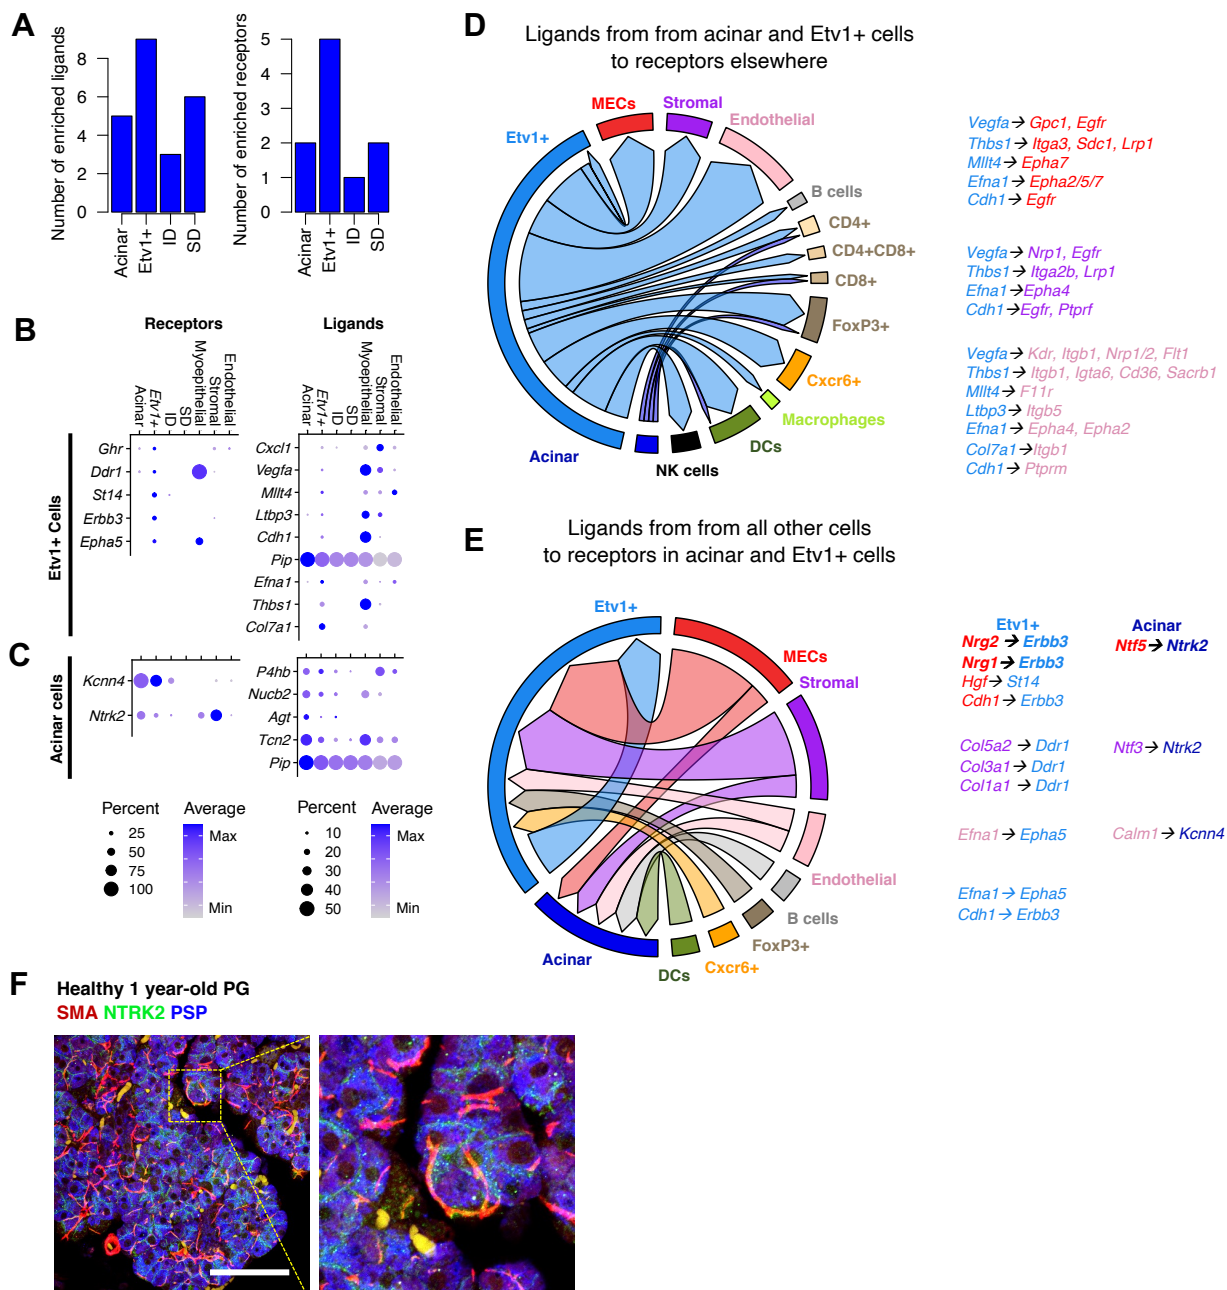 A
Number of enriched ligands
0
2
4
6
8
Acinar
Etv1+
ID
SD
Number of enriched receptors
0
1
2
3
4
5
Acinar
Etv1+
ID
SD
B
Receptors
Ligands
Acinar
Etv1+
ID
SD
Myoepithelial
Stromal
Endothelial
Acinar
Etv1+
ID
SD
Myoepithelial
Stromal
Endothelial
Etv1+ Cells
Ghr
Ddr1
St14
Erbb3
Epha5
Cxcl1
Vegfa
Mllt4
Ltbp3
Cdh1
Pip
Efna1
Thbs1
Col7a1
C
Acinar cells
Kcnn4
Ntrk2
P4hb
Nucb2
Agt
Tcn2
Pip
Percent
25
50
75
100
Average
Max
Min
Percent
10
20
30
40
50
Average
Max
Min
D
Ligands from from acinar and Etv1+ cells
to receptors elsewhere
Etv1+
MECs
Stromal
Endothelial
B cells
CD4+
CD4+CD8+
CD8+
FoxP3+
Cxcr6+
Macrophages
DCs
NK cells
Acinar
Vegfa→ Gpc1, Egfr
Thbs1→ Itga3, Sdc1, Lrp1
Mllt4→ Epha7
Efna1→ Epha2/5/7
Cdh1→ Egfr
Vegfa→ Nrp1, Egfr
Thbs1→ Itga2b, Lrp1
Efna1→Epha4
Cdh1→Egfr, Ptprf
Vegfa→ Kdr, Itgb1, Nrp1/2, Flt1
Thbs1→ Itgb1, Igta6, Cd36, Sacrb1
Mllt4→ F11r
Ltbp3→ Itgb5
Efna1→ Epha4, Epha2
Col7a1→Itgb1
Cdh1→ Ptprm
E
Ligands from from all other cells
to receptors in acinar and Etv1+ cells
Etv1+
MECs
Stromal
Endothelial
B cells
FoxP3+
Cxcr6+
DCs
Acinar
Etv1+
Nrg2 → Erbb3
Nrg1→ Erbb3
Hgf→ St14
Cdh1→ Erbb3
Col5a2→ Ddr1
Col3a1→ Ddr1
Col1a1→ Ddr1
Efna1→ Epha5
Efna1→ Epha5
Cdh1→ Erbb3
Acinar
Ntf5→ Ntrk2
Ntf3→ Ntrk2
Calm1→ Kcnn4
F
Healthy 1 year-old PG
SMA NTRK2 PSP